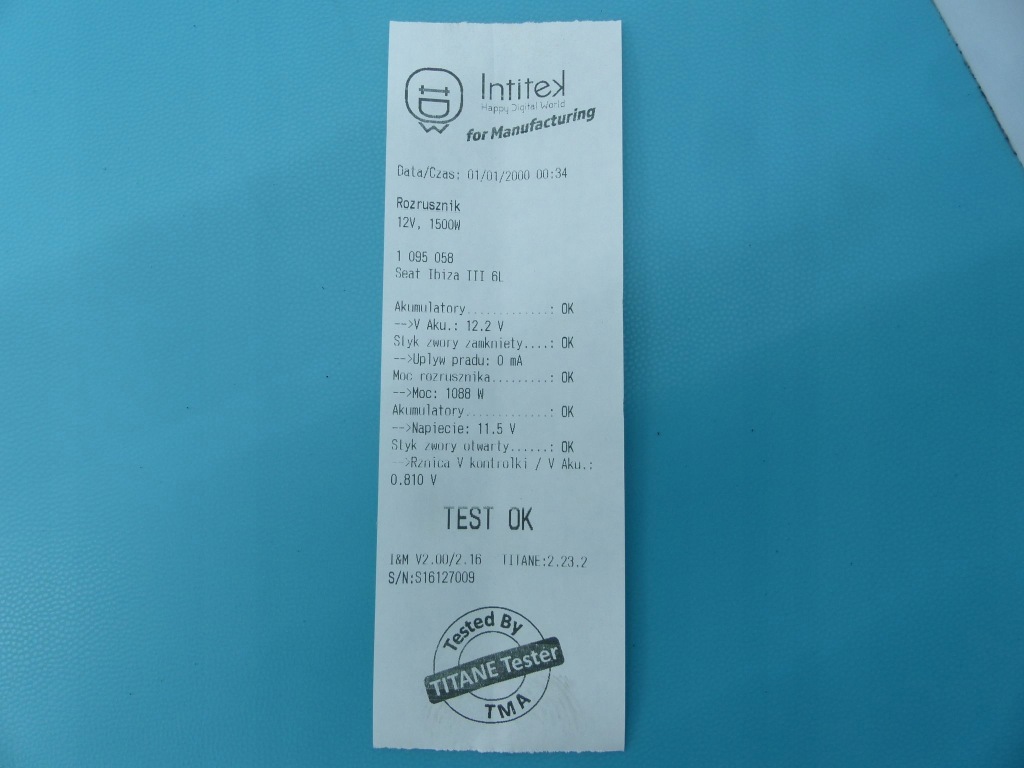 Intitek
Happy Digital World
for Manufacturing
Data/Czas: 01/01/2000 00:34
Rozrusznik
12V, 1500W
1 095 058
Seat Ibiza III 6L
Akumulatory.............: OK
-->V Aku.: 12.2 V
Styk zwory zamkniety....: OK
-->Uplyw pradu: 0 mA
Moc rozrusznika.........: OK
-->Moc: 1088 W
Akumulatory.............: OK
-->Napiecie: 11.5 V
Styk zwory otwarty......: OK
-->Rznica V kontrolki / V Aku.:
0.810 V
TEST OK
I&M V2.00/2.16 TITANE:2.23.2
S/N:S16127009
Tested By
TITANE Tester
TMA